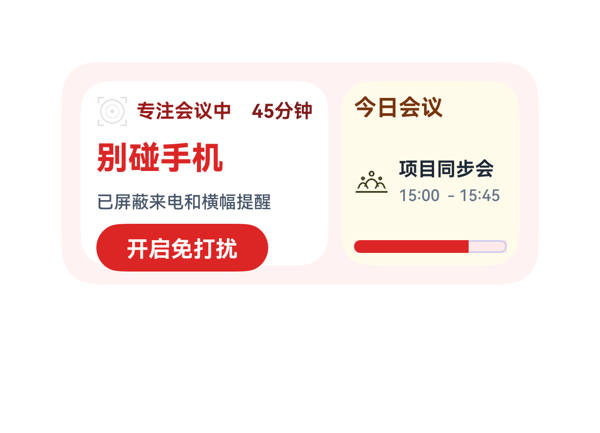 专注会议中 45分钟
别碰手机
已屏蔽来电和横幅提醒
开启免打扰
今日会议
项目同步会
15:00 - 15:45